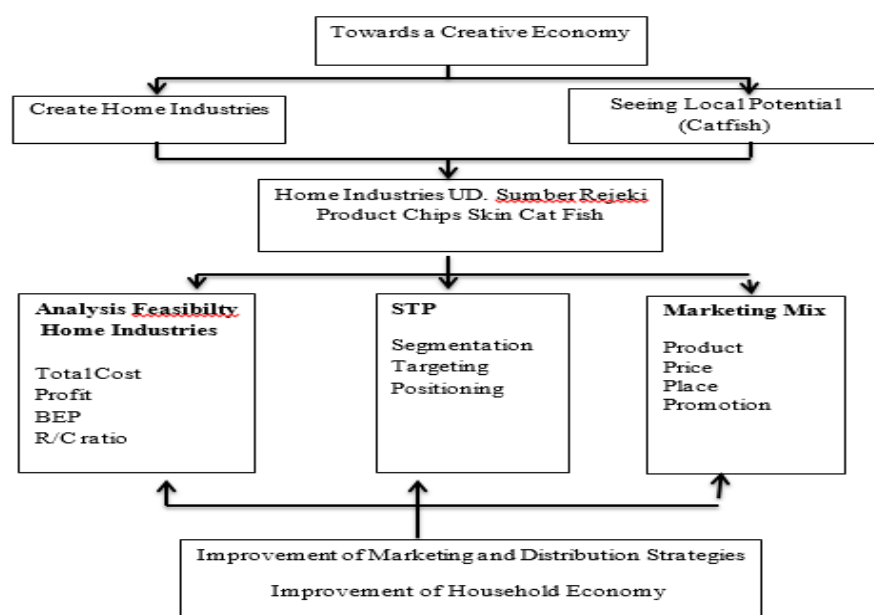 Towards a Creative Economy
Create Home Industries
Seeing Local Potential
(Catfish)
Home Industries UD. Sumber Rejeki
Product Chips Skin Cat Fish
Analysis Feasibilty
Home Industries
Total Cost
Profit
BEP
R/C ratio
STP
Segmentation
Targeting
Positioning
Marketing Mix
Product
Price
Place
Promotion
Improvement of Marketing and Distribution Strategies
Improvement of Household Economy